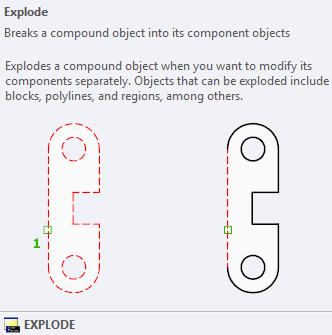 Explode
Breaks a compound object into its component objects
Explodes a compound object when you want to modify its
components separately. Objects that can be exploded include
blocks, polylines, and regions, among others.
1
EXPLODE